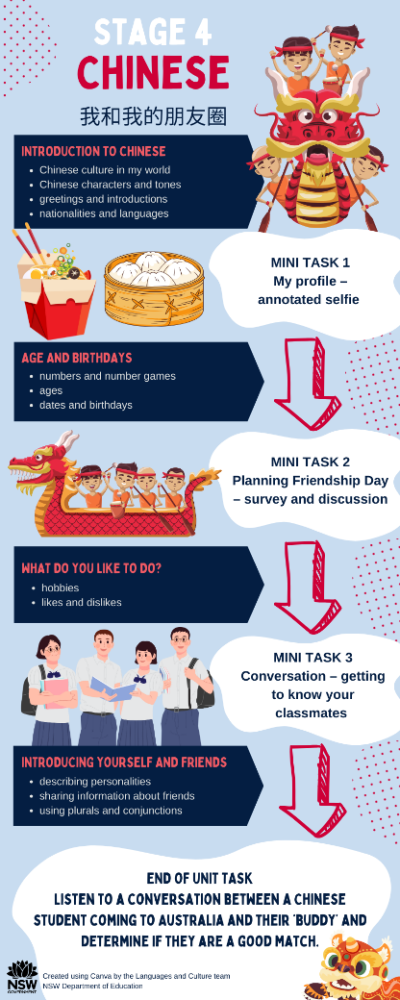 STAGE 4
CHINESE
我和我的朋友圈
INTRODUCTION TO CHINESE
• Chinese culture in my world
• Chinese characters and tones
• greetings and introductions
• nationalities and languages
MINI TASK 1
My profile –
annotated selfie
AGE AND BIRTHDAYS
• numbers and number games
• ages
• dates and birthdays
MINI TASK 2
Planning Friendship Day
– survey and discussion
WHAT DO YOU LIKE TO DO?
• hobbies
• likes and dislikes
MINI TASK 3
Conversation – getting
to know your
classmates
INTRODUCING YOURSELF AND FRIENDS
• describing personalities
• sharing information about friends
• using plurals and conjunctions
END OF UNIT TASK
LISTEN TO A CONVERSATION BETWEEN A CHINESE
STUDENT COMING TO AUSTRALIA AND THEIR 'BUDDY' AND
DETERMINE IF THEY ARE A GOOD MATCH.
NSW
GOVERNMENT
Created using Canva by the Languages and Culture team
NSW Department of Education